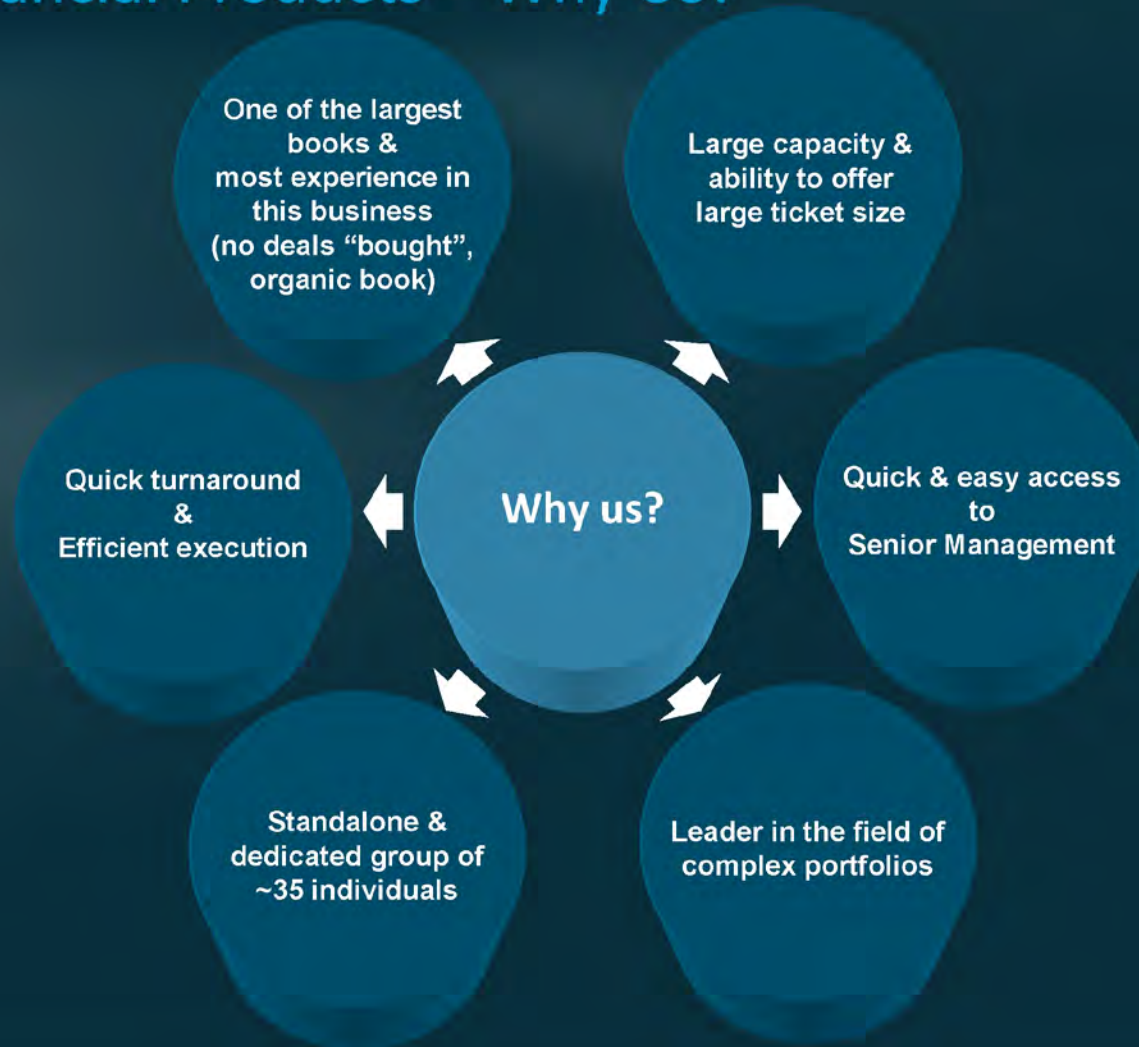 Products
One of the largest
books &
most experience in
this business
(no deals “bought”,
organic book)
Large capacity &
ability to offer
large ticket size
Quick turnaround
&
Efficient execution
Why us?
Quick & easy access
to
Senior Management
Standalone &
dedicated group of
~35 individuals
Leader in the field of
complex portfolios